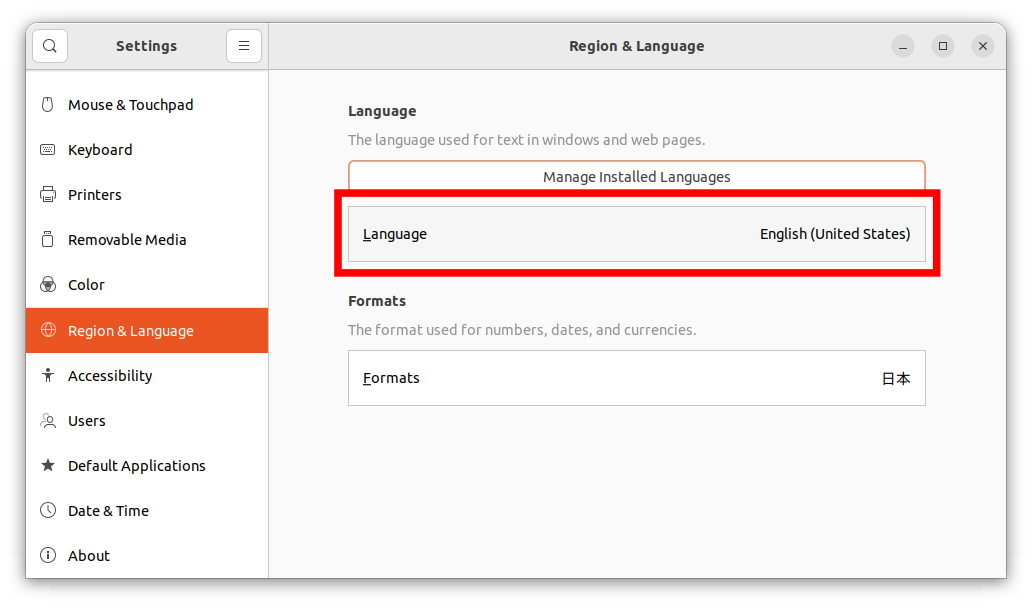 Settings
Region & Language
Mouse & Touchpad
Keyboard
Printers
Removable Media
Color
Region & Language
Accessibility
Users
Default Applications
Date & Time
About
Language
The language used for text in windows and web pages.
Manage Installed Languages
Language English (United States)
Formats
The format used for numbers, dates, and currencies.
Formats 日本